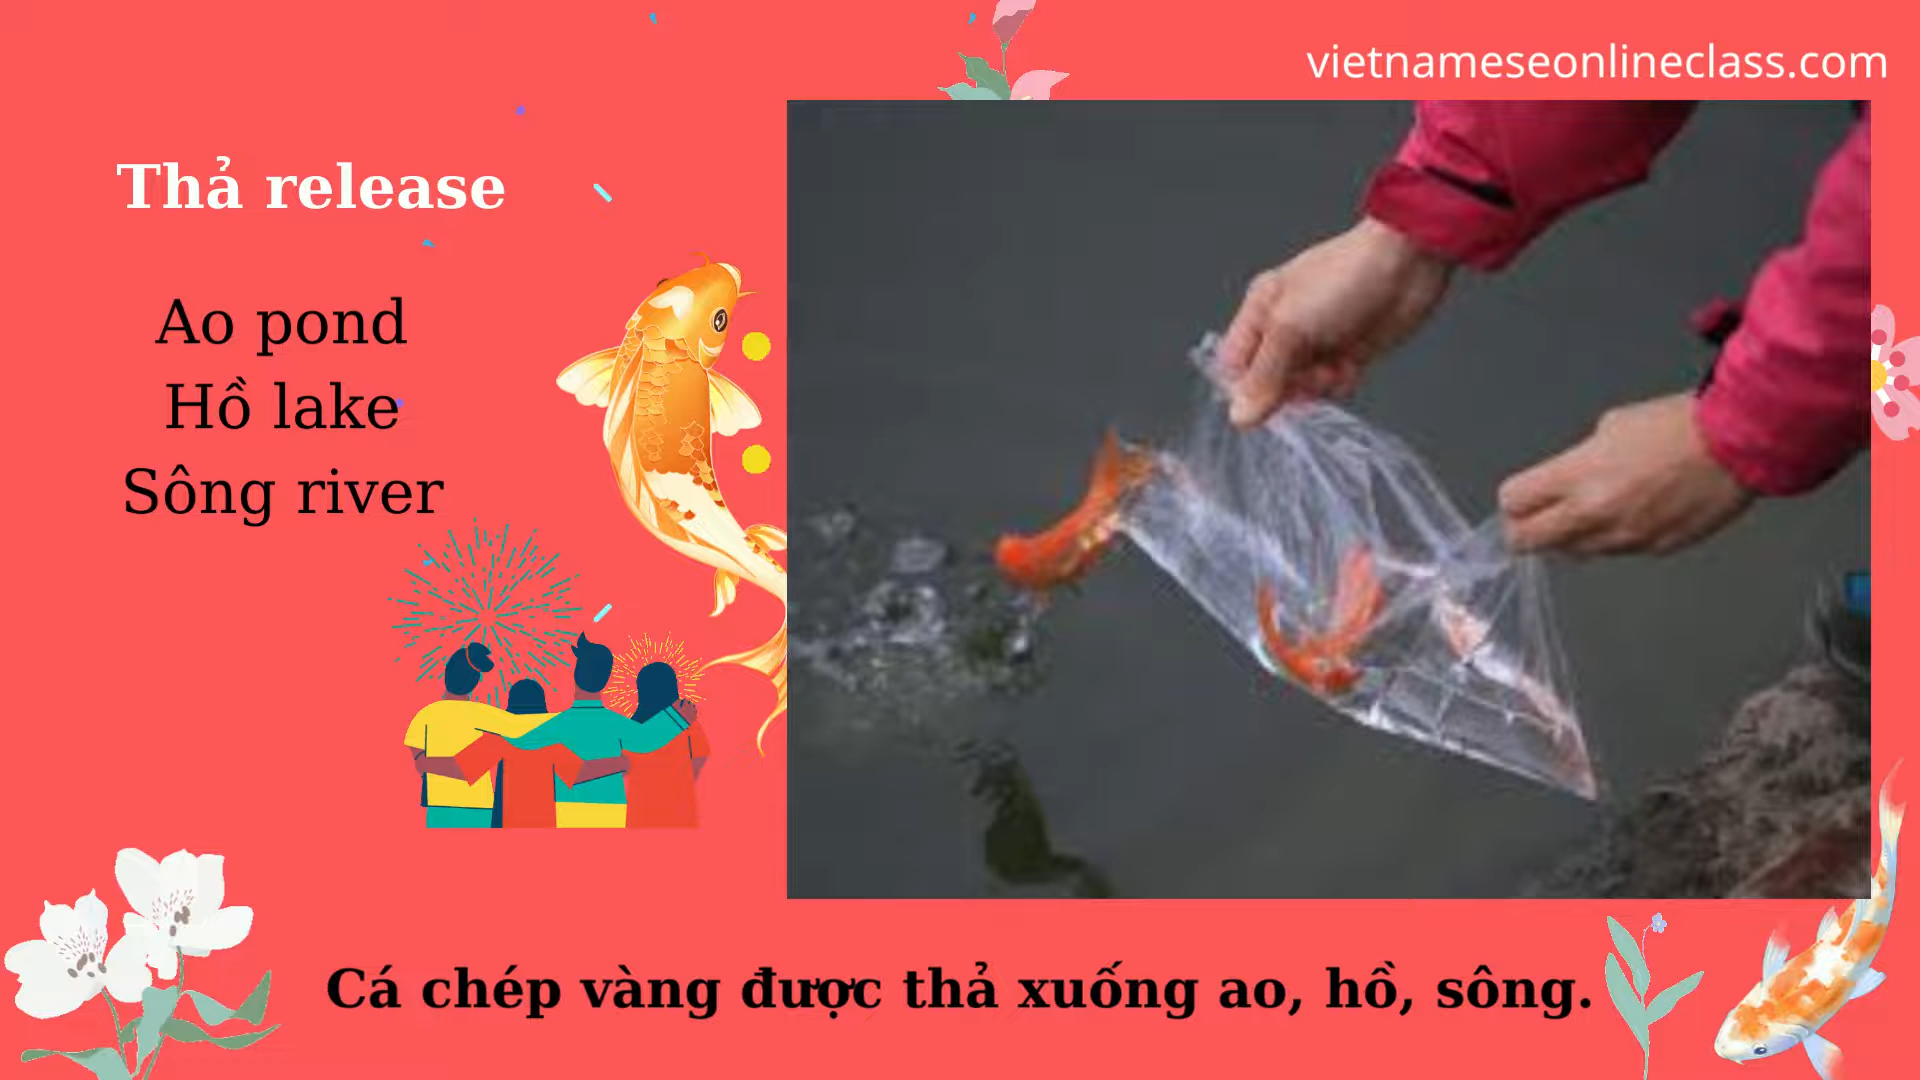 vietnameseonlineclass.com
Thả release
Ao pond
Hồ lake
Sông river
Cá chép vàng được thả xuống ao, hồ, sông.